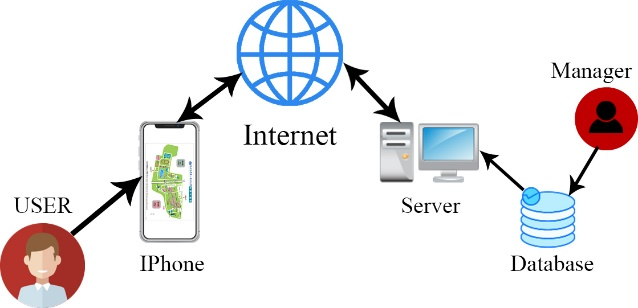 Manager
Internet
USER
Server
IPhone
Database